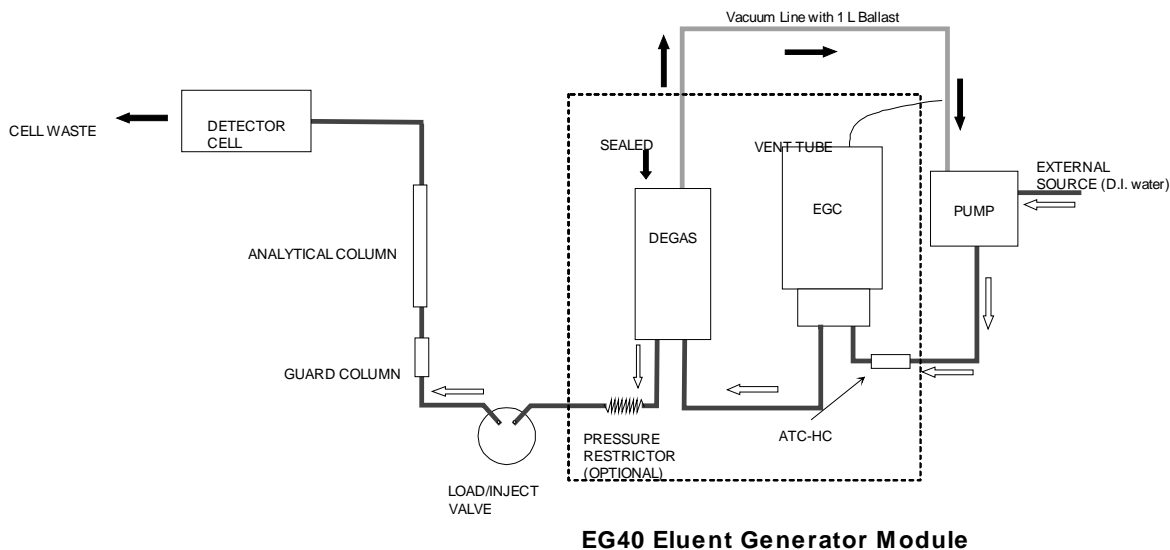 Vacuum Line with 1 L Ballast
CELL WASTE
DETECTOR
CELL
SEALED
VENT TUBE
EXTERNAL
SOURCE (D.I. water)
EGC
PUMP
DEGAS
ANALYTICAL COLUMN
GUARD COLUMN
ATC-HC
PRESSURE
RESTRICTOR
(OPTIONAL)
LOAD/INJECT
VALVE
EG40 Eluent Generator Module